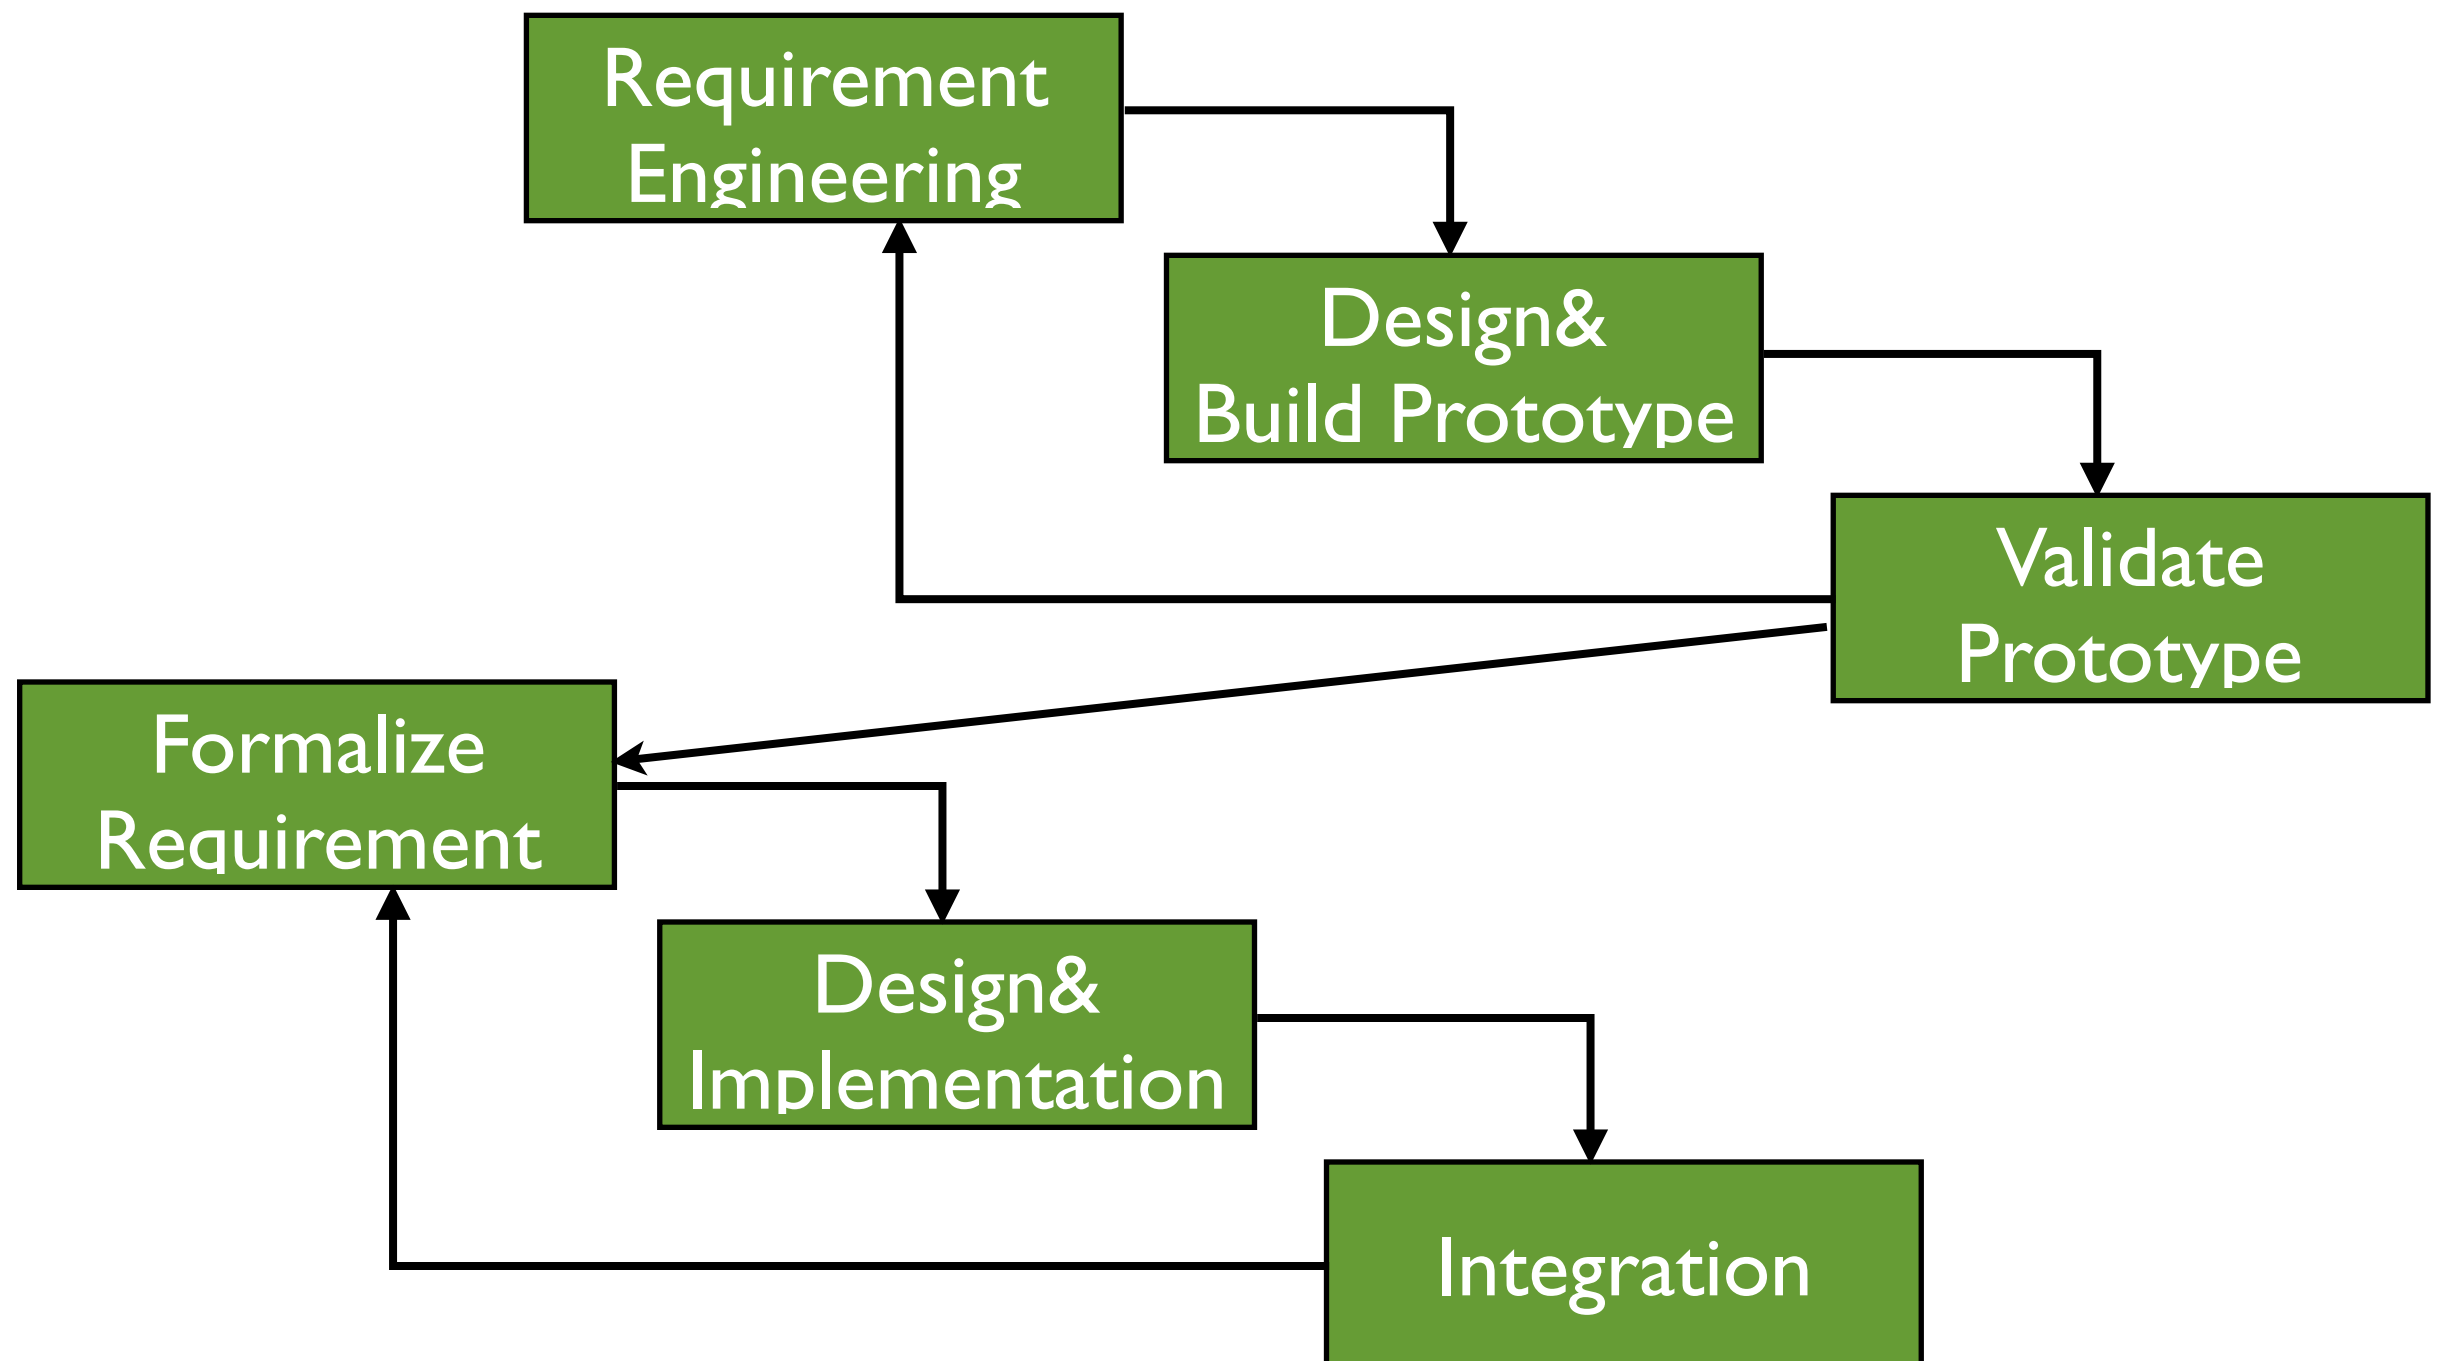 Requirement
Engineering
Design&
Build Prototype
Validate
Prototype
Formalize
Requirement
Design&
Implementation
Integration